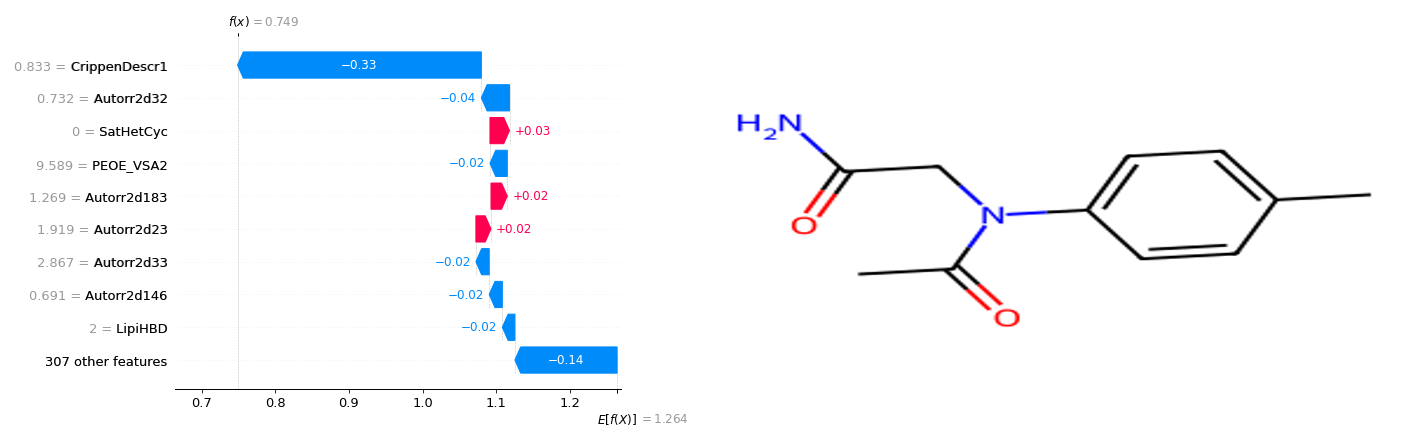 f(x) = 0.749
0.833 = CrippenDescr1
−0.33
0.732 = Autorr2d32
−0.04
0 = SatHetCyc
+0.03
9.589 = PEOE_VSA2
−0.02
1.269 = Autorr2d183
+0.02
1.919 = Autorr2d23
+0.02
2.867 = Autorr2d33
−0.02
0.691 = Autorr2d146
−0.02
2 = LipiHBD
−0.02
307 other features
−0.14
0.7 0.8 0.9 1.0 1.1 1.2
E[f(X)] = 1.264
H₂N
O
N
O